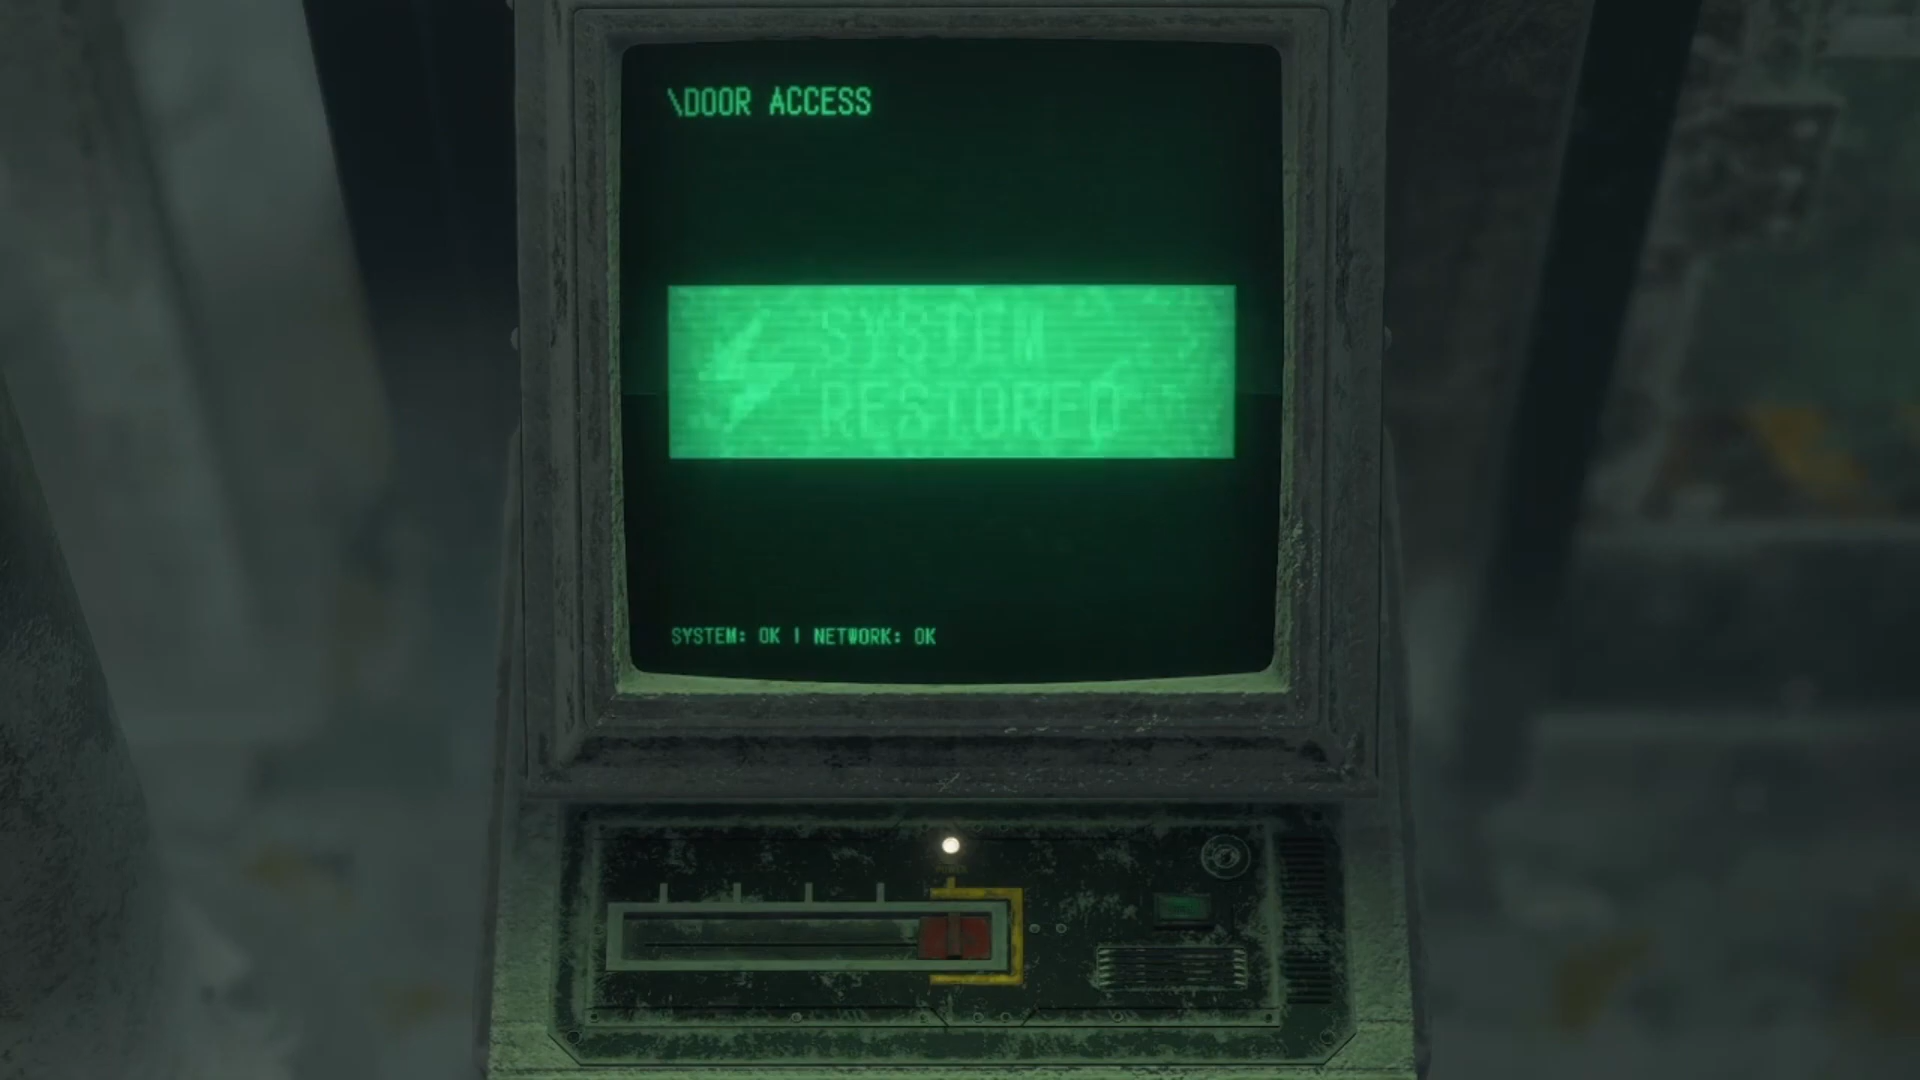 \DOOR ACCESS
SYSTEM
RESTORED
SYSTEM: OK | NETWORK: OK